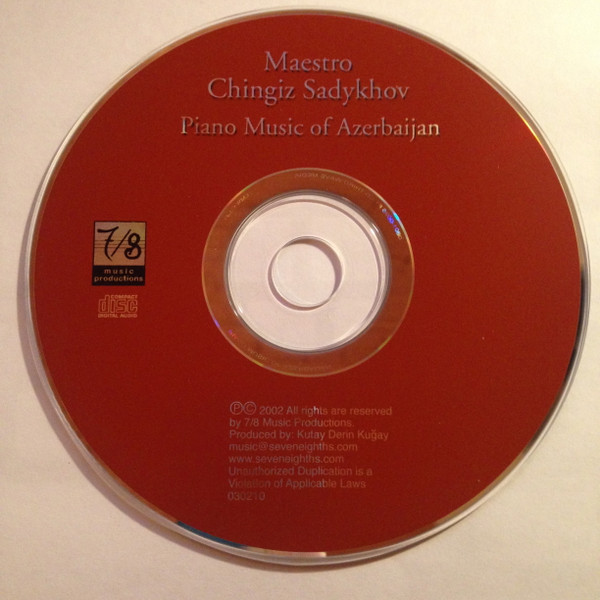 Maestro
Chingiz Sadykhov
Piano Music of Azerbaijan
7/8
music
productions
COMPACT
disc
DIGITAL AUDIO
℗© 2002 All rights are reserved
by 7/8 Music Productions.
Produced by: Kutay Derin Kuğay
music@seveneighths.com
www.seveneighths.com
Unauthorized Duplication is a
Violation of Applicable Laws
030210